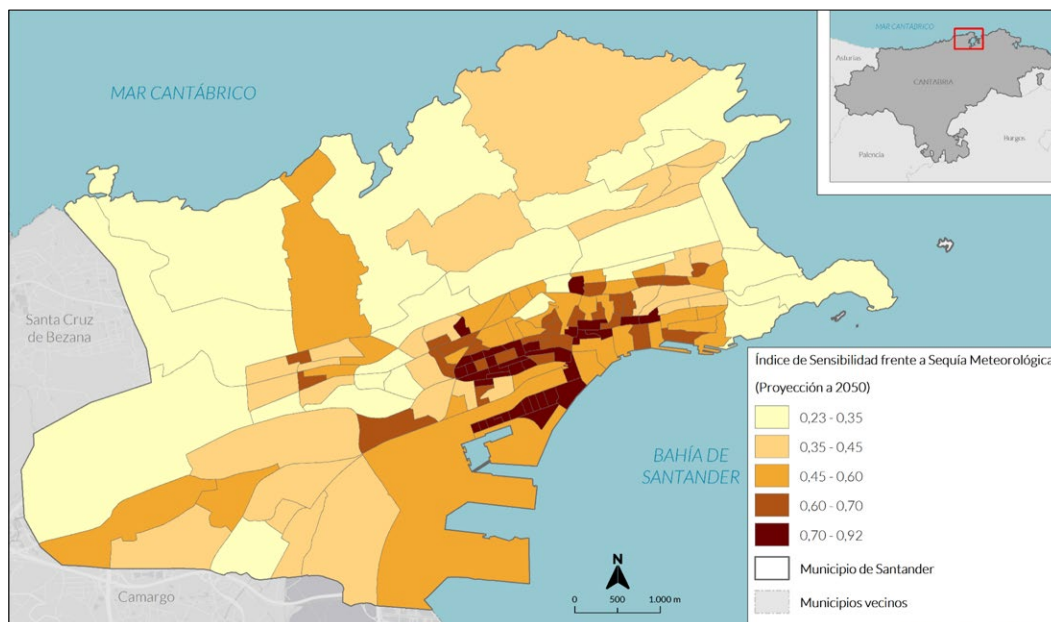 MAR CANTÁBRICO
MAR CANTÁBRICO
Asturias
CANTABRIA
Burgos
Palencia
Santa Cruz
de Bezana
BAHÍA DE
SANTANDER
Camargo
N
0 500 1.000 m
Índice de Sensibilidad frente a Sequía Meteorológica
(Proyección a 2050)
0,23 - 0,35
0,35 - 0,45
0,45 - 0,60
0,60 - 0,70
0,70 - 0,92
Municipio de Santander
Municipios vecinos